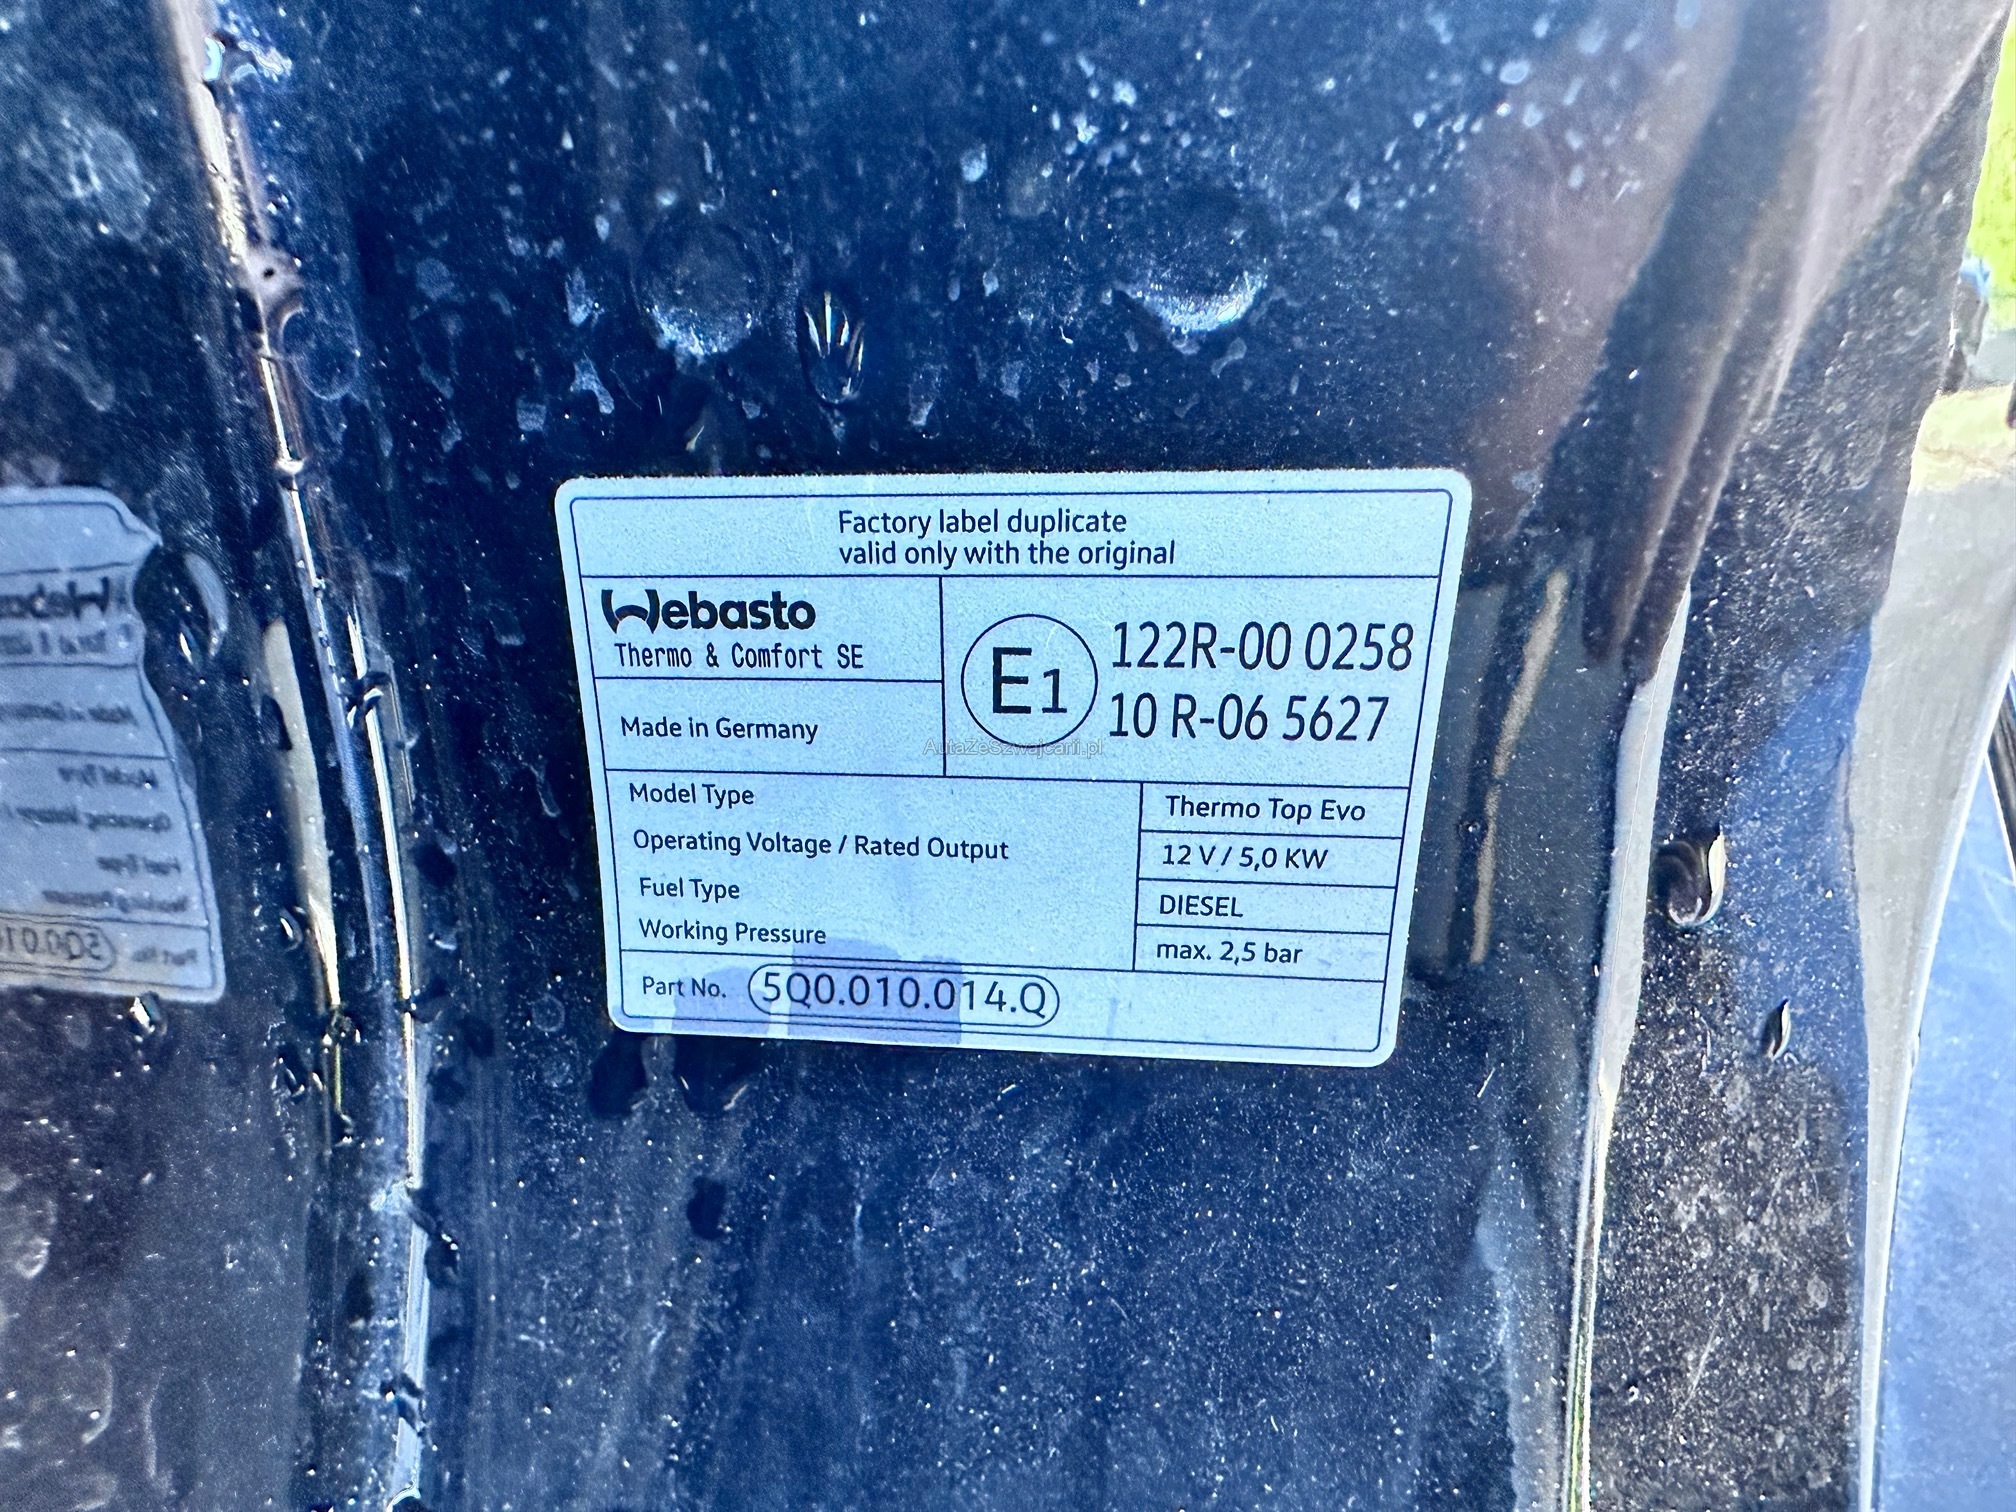 Factory label duplicate
valid only with the original
Webasto
Thermo & Comfort SE
Made in Germany
E1
122R-00 0258
10 R-06 5627
AutaZeSzwajcarii.pl
Model Type
Thermo Top Evo
Operating Voltage / Rated Output
12 V / 5,0 KW
Fuel Type
DIESEL
Working Pressure
max. 2,5 bar
Part No. 5Q0.010.014.Q